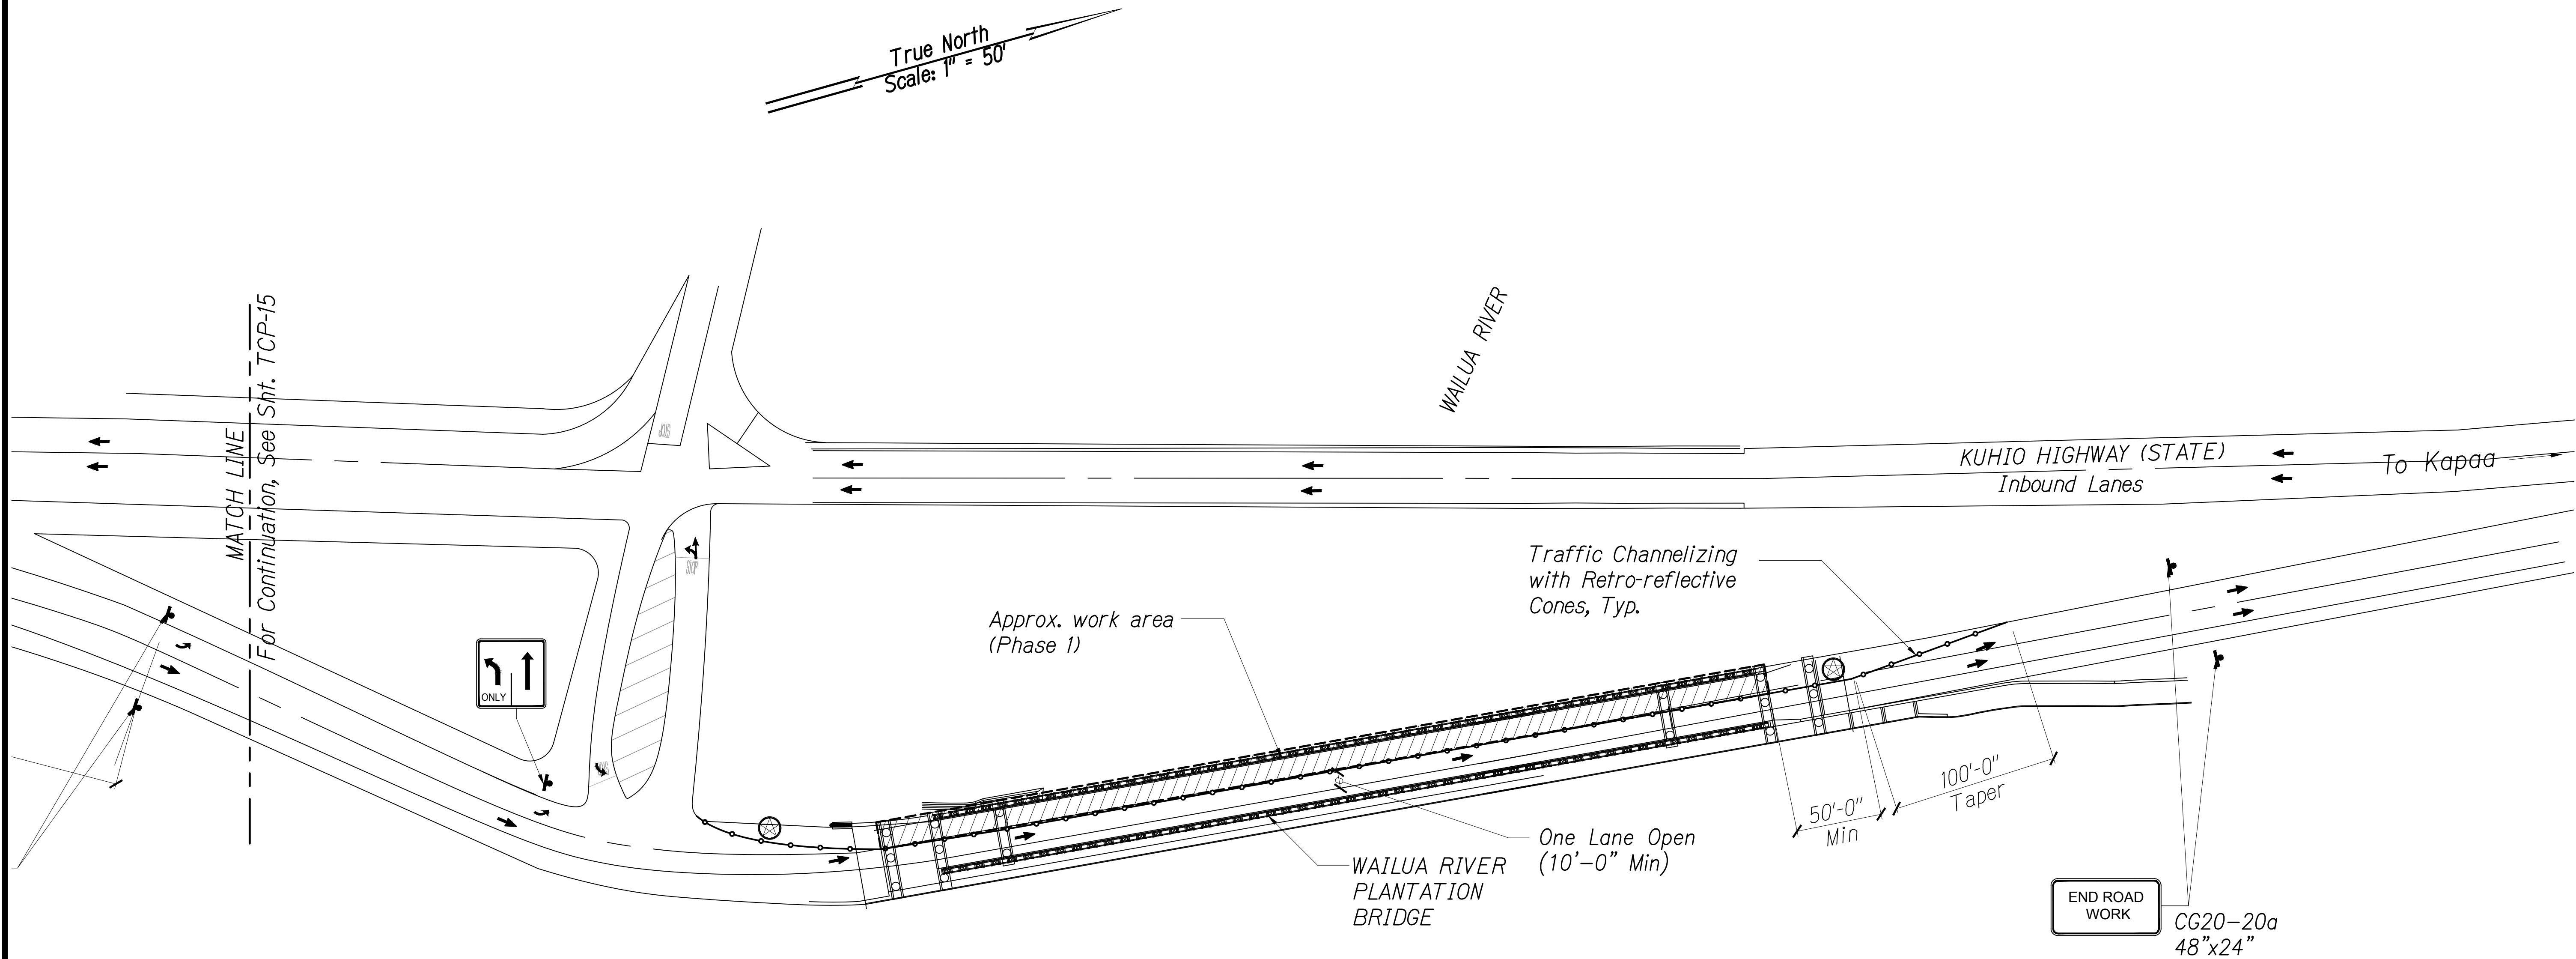 True North
Scale: 1" = 50'
MATCH LINE
For Continuation, See Sht. TCP-15
STOP
WAILUA RIVER
KUHIO HIGHWAY (STATE)
Inbound Lanes
To Kapaa
STOP
ONLY
Approx. work area
(Phase 1)
Traffic Channelizing
with Retro-reflective
Cones, Typ.
STOP
WAILUA RIVER
PLANTATION
BRIDGE
One Lane Open
(10'-0" Min)
50'-0"
Min
100'-0"
Taper
END ROAD
WORK
CG20-20a
48"x24"